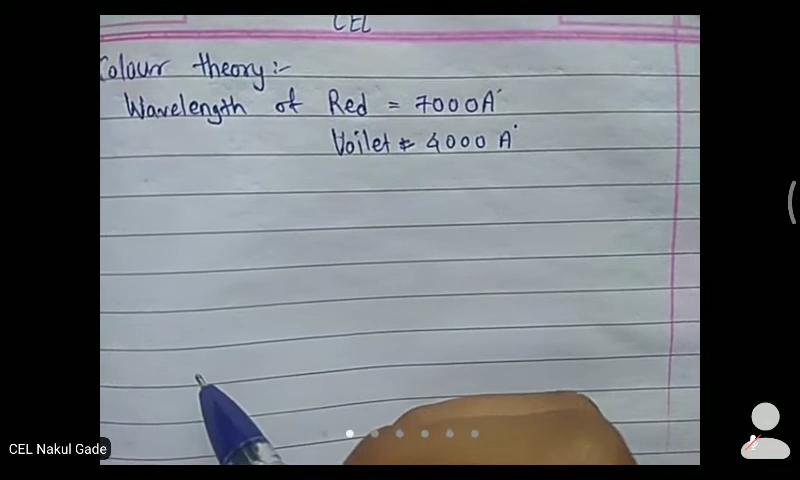 CEL
Colour theory:-
Wavelength of Red = 7000A°
Voilet = 4000 A°
CEL Nakul Gade